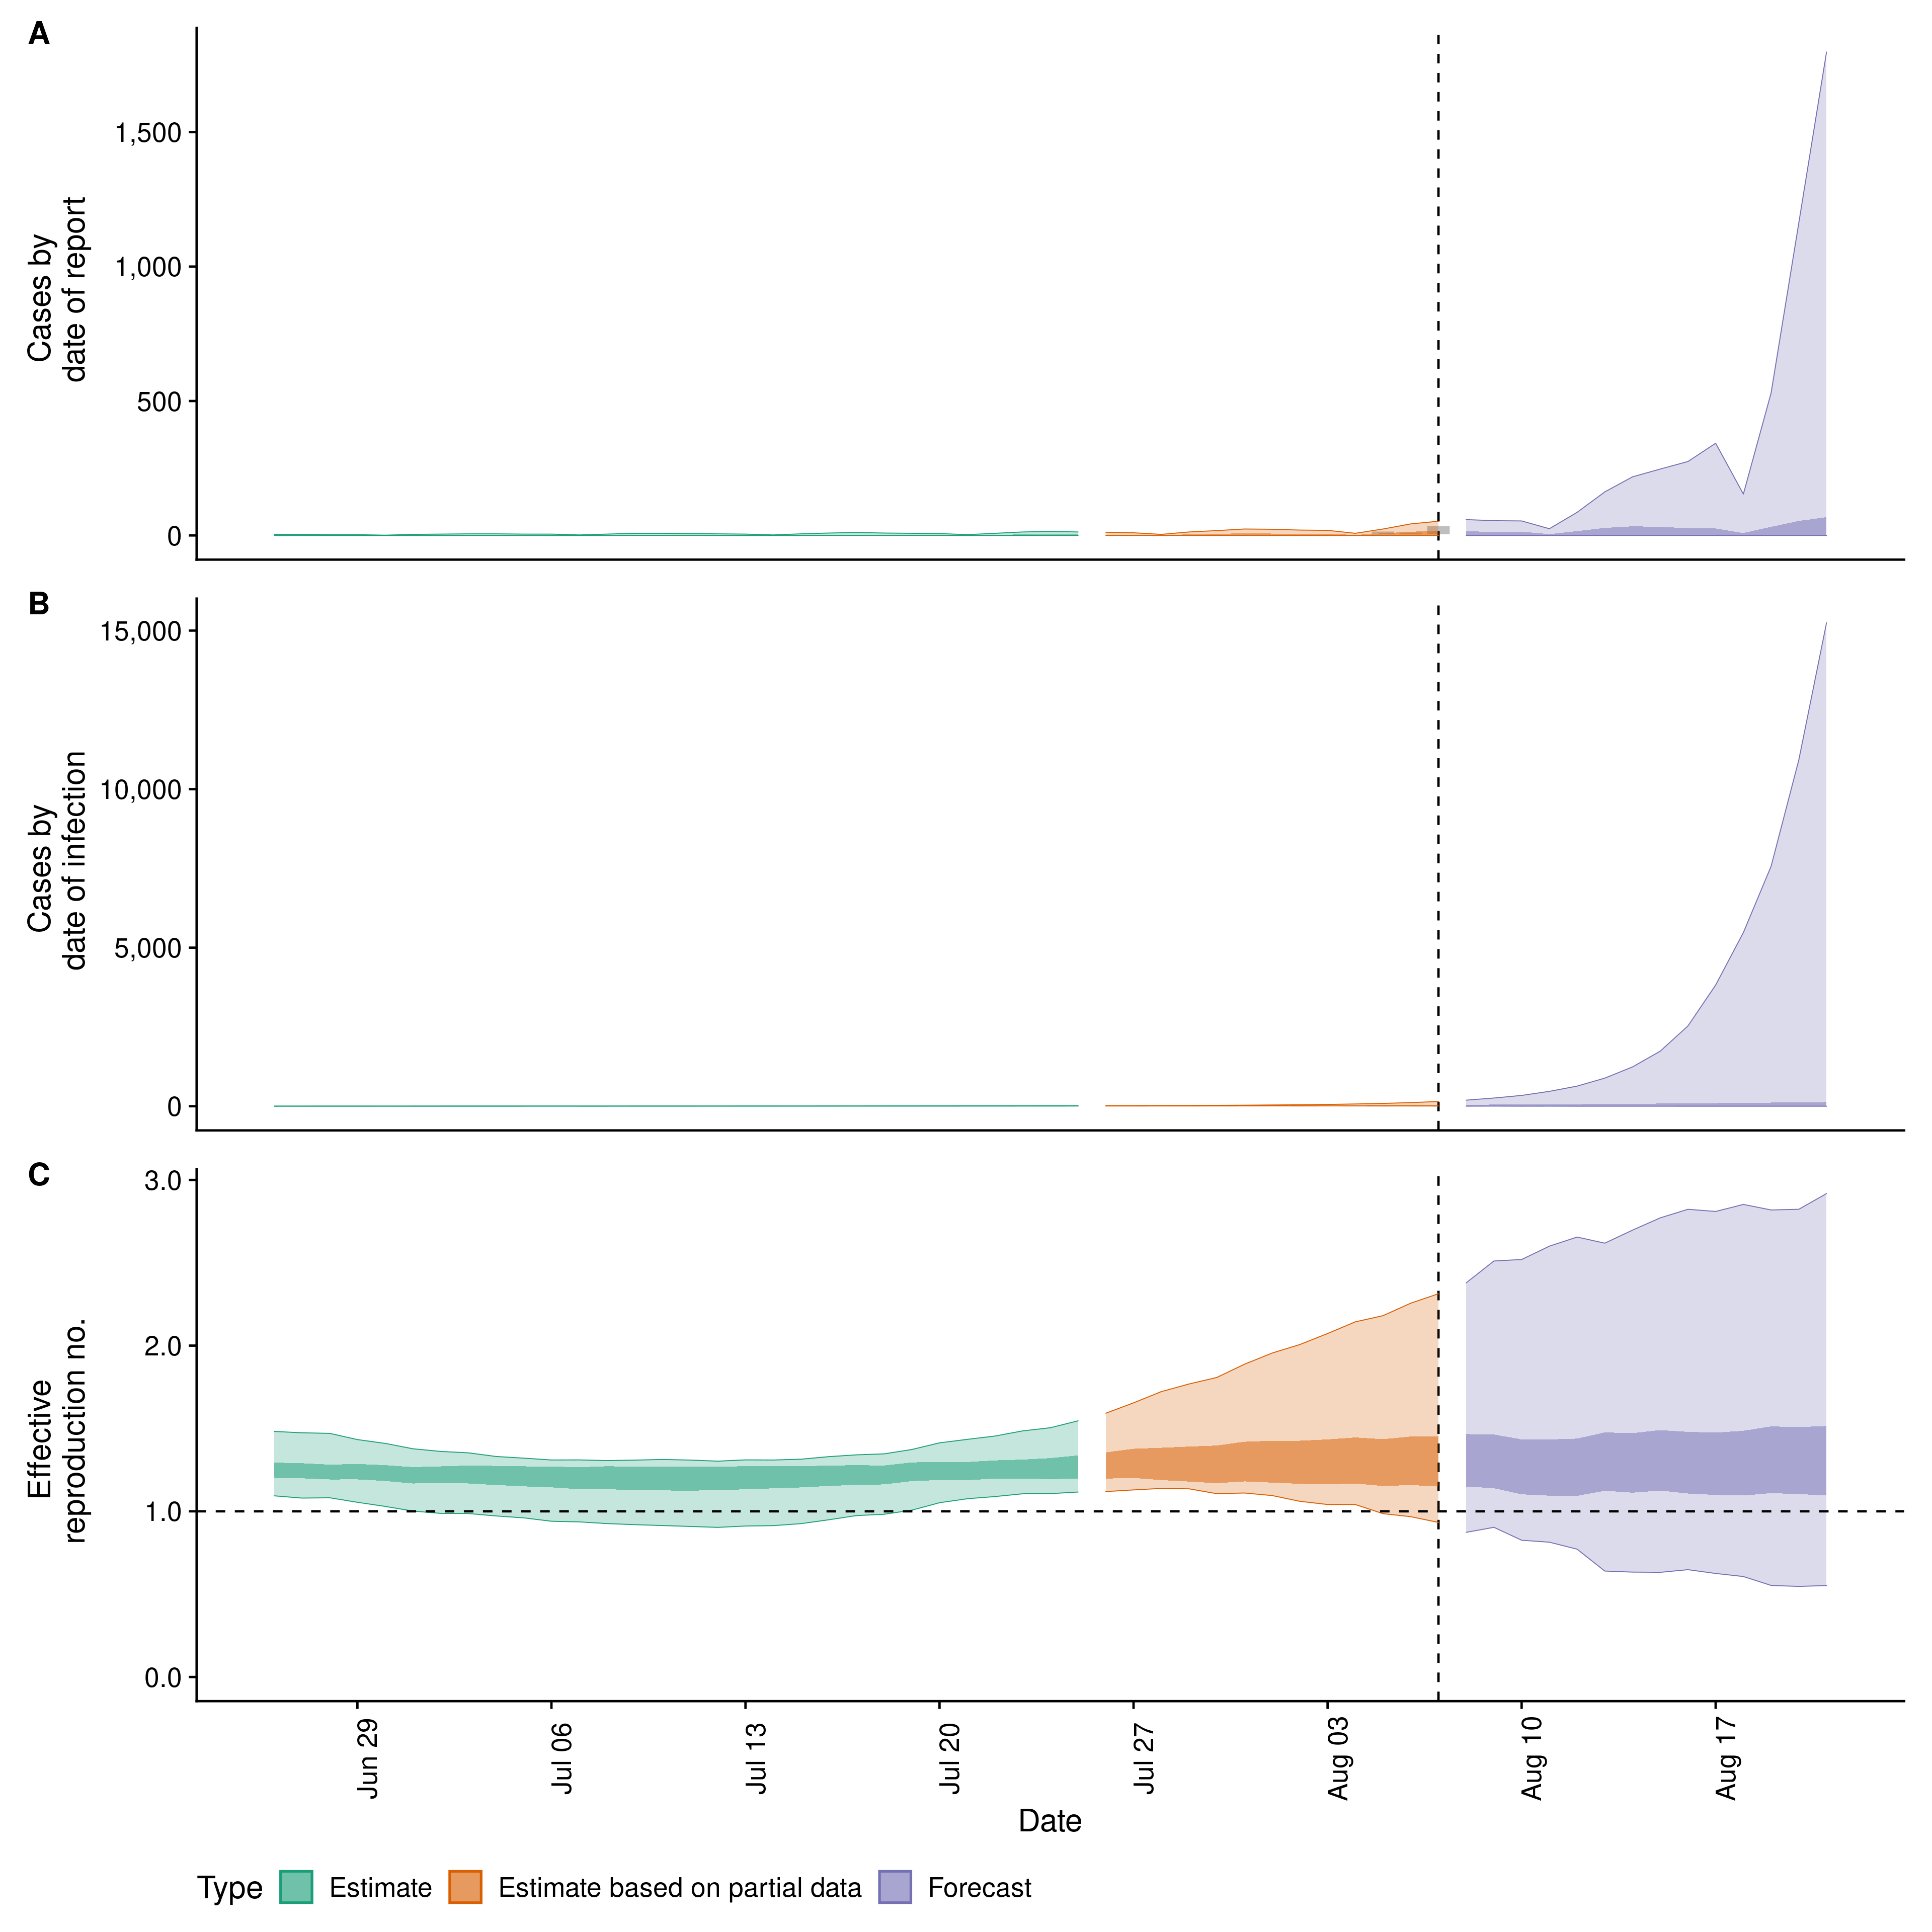 A
Cases by
date of report
1,500
1,000
500
0
B
Cases by
date of infection
15,000
10,000
5,000
0
C
Effective
reproduction no.
3.0
2.0
1.0
0.0
Jun 29
Jul 06
Jul 13
Jul 20
Jul 27
Aug 03
Aug 10
Aug 17
Date
Type Estimate Estimate based on partial data Forecast